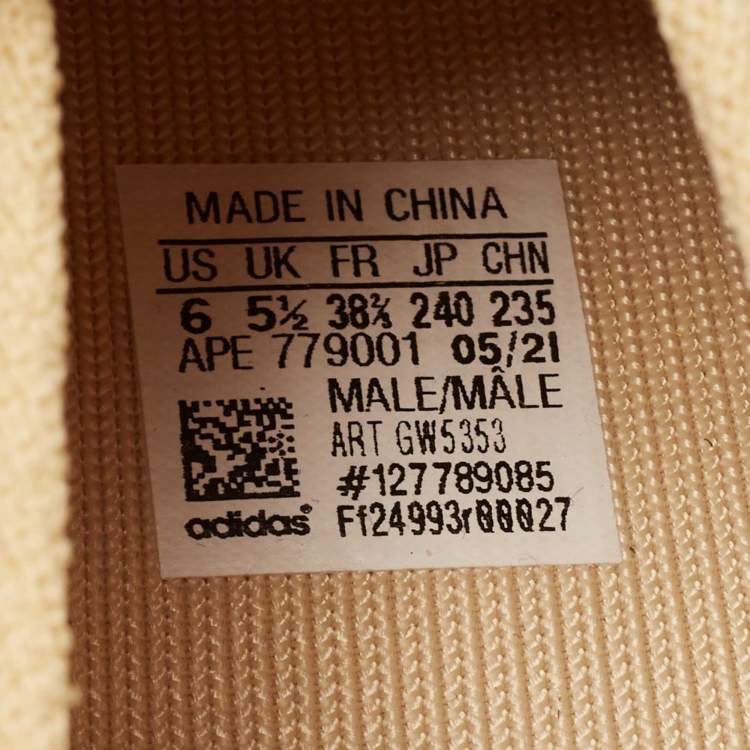 MADE IN CHINA
US UK FR JP CHN
6 5½ 38⅔ 240 235
APE 779001 05/21
MALE/MÂLE
ART GW5353
#127789085
adidas® Ff24993r00027